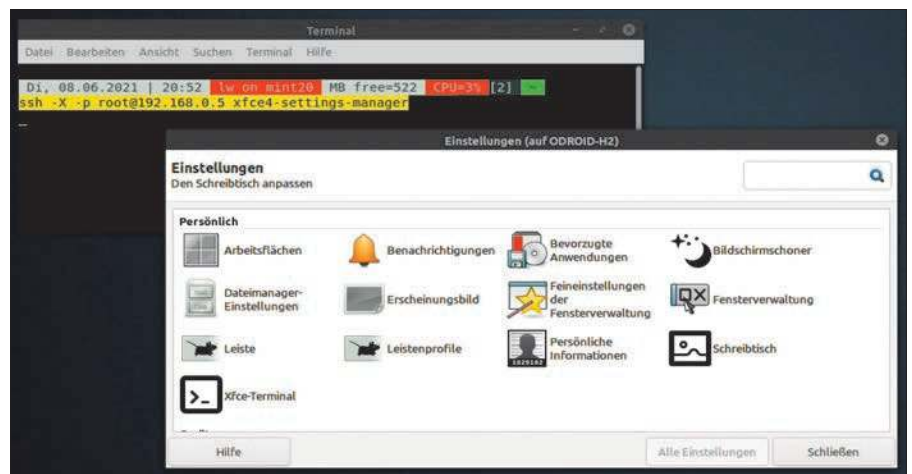 Terminal
Datei Bearbeiten Ansicht Suchen Terminal Hilfe
Di, 08.06.2021 | 20:52 lw on mint20 MB free=522 CPU=3% [2] ~
ssh -X -p root@192.168.0.5 xfce4-settings-manager
Einstellungen (auf ODROID-H2)
Einstellungen
Den Schreibtisch anpassen
Persönlich
Arbeitsflächen
Benachrichtigungen
Bevorzugte
Anwendungen
Bildschirmschoner
Dateimanager-
Einstellungen
Erscheinungsbild
Feineinstellungen
der
Fensterverwaltung
Fensterverwaltung
Leiste
Leistenprofile
Persönliche
Informationen
Schreibtisch
Xfce-Terminal
Hilfe
Alle Einstellungen
Schließen